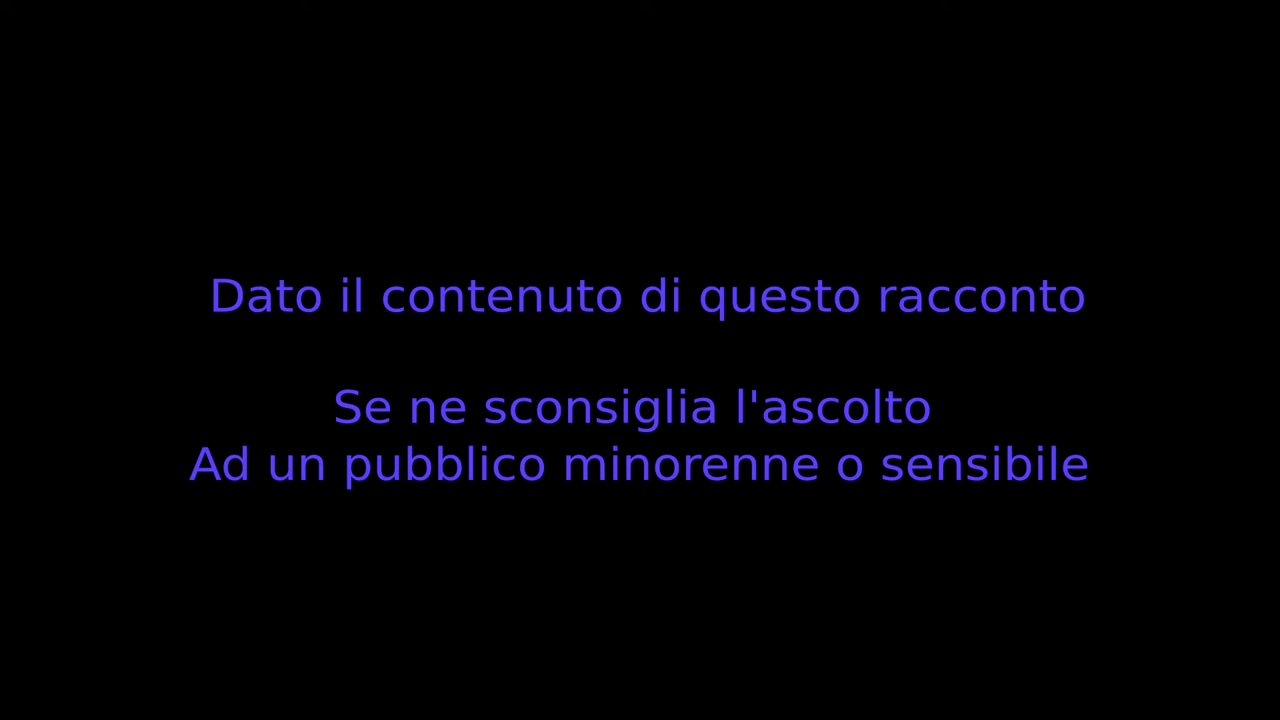 Dato il contenuto di questo racconto
Se ne sconsiglia l'ascolto
Ad un pubblico minorenne o sensibile